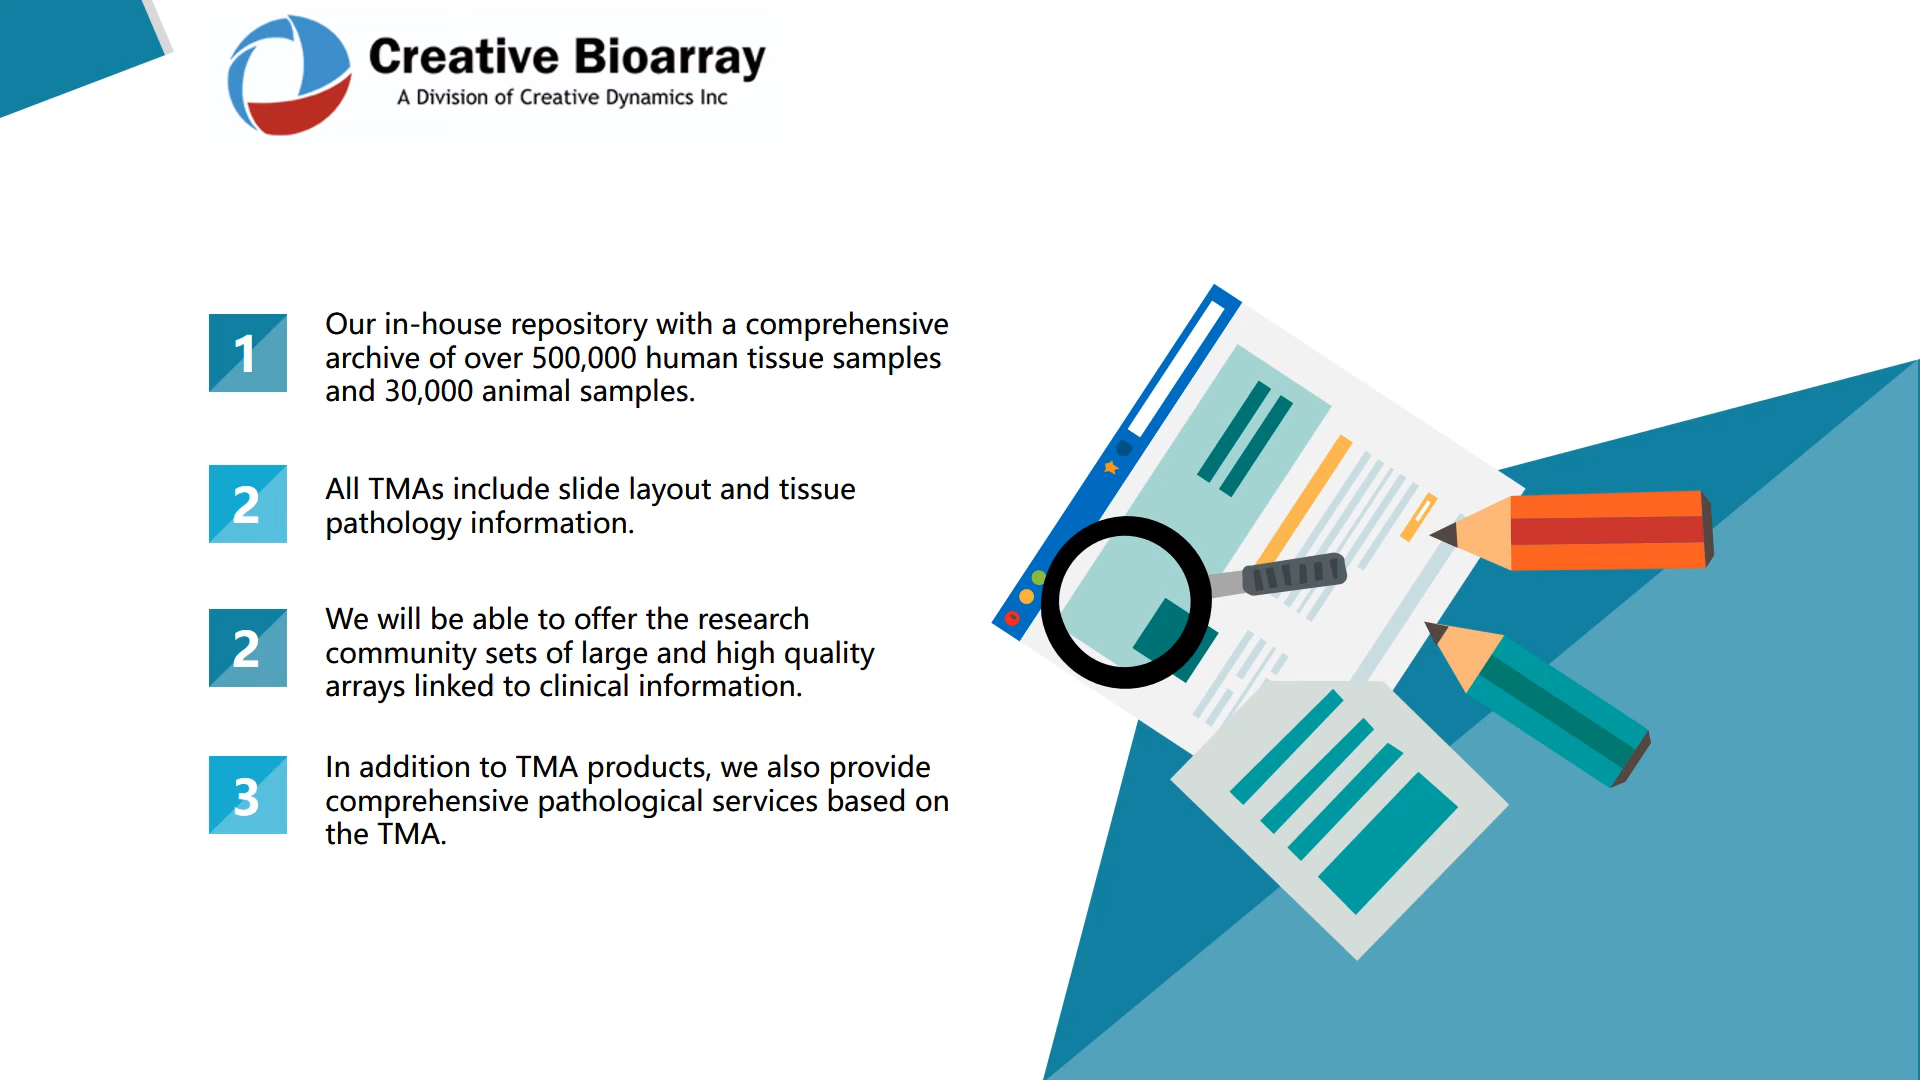 Creative Bioarray
A Division of Creative Dynamics Inc
1
Our in-house repository with a comprehensive
archive of over 500,000 human tissue samples
and 30,000 animal samples.
2
All TMAs include slide layout and tissue
pathology information.
2
We will be able to offer the research
community sets of large and high quality
arrays linked to clinical information.
3
In addition to TMA products, we also provide
comprehensive pathological services based on
the TMA.